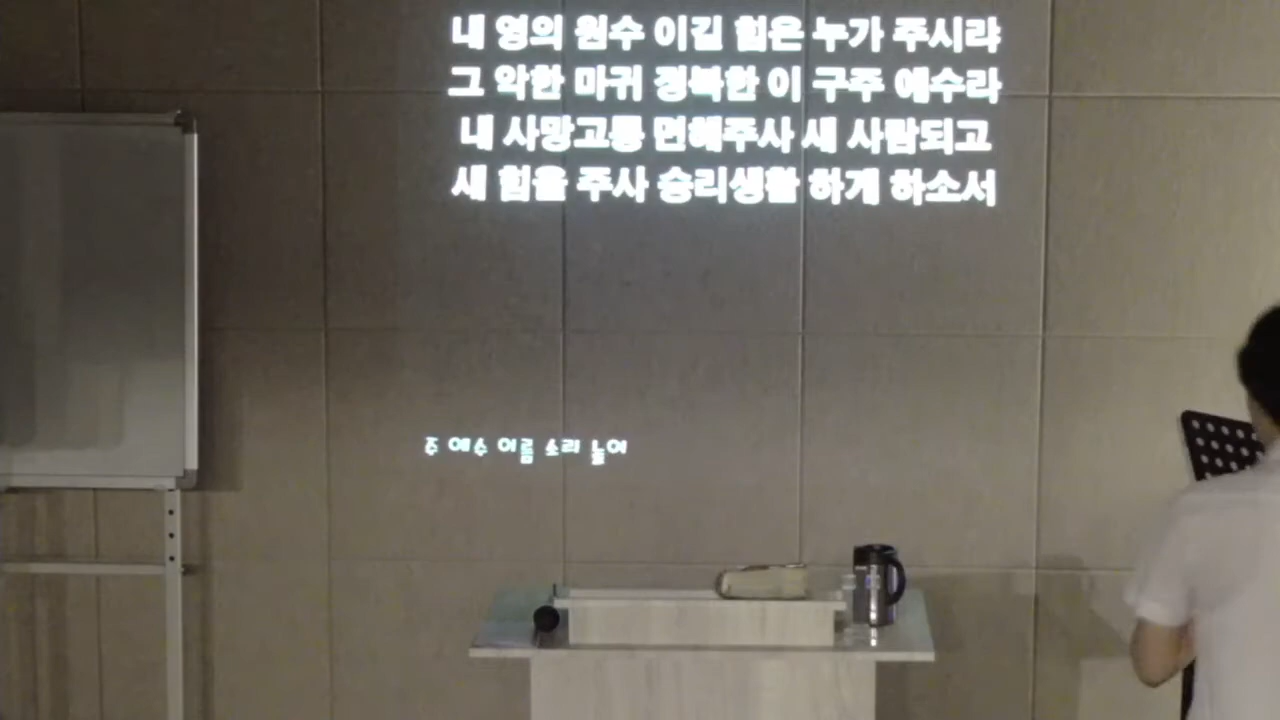 내 영의 원수 이길 힘은 누가 주시랴
그 악한 마귀 정복한 이 구주 예수라
내 사망고통 면해주사 새 사람되고
새 힘을 주사 승리생활 하게 하소서
주 예수 이름 소리 높여